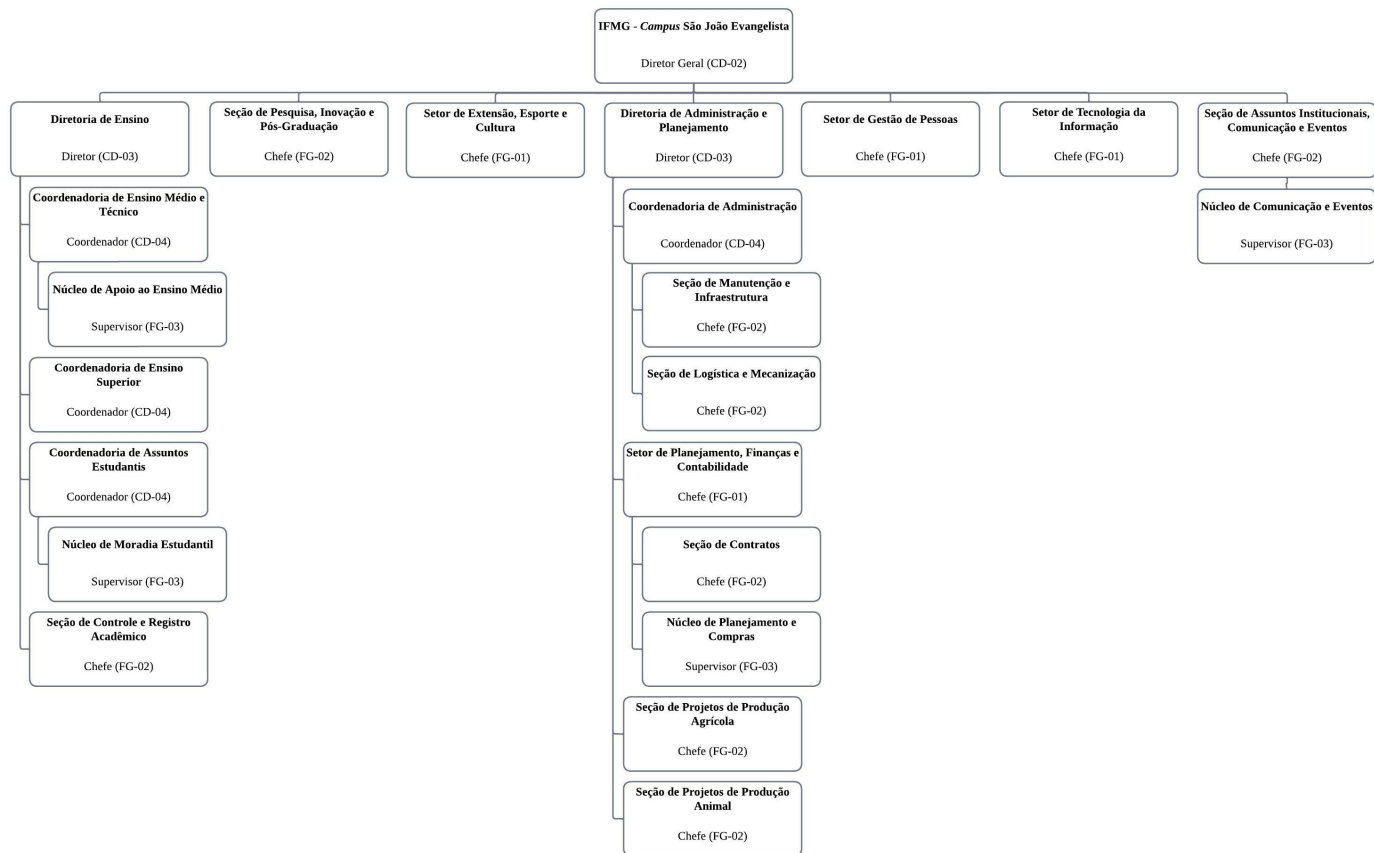 IFMG - Campus São João Evangelista
Diretor Geral (CD-02)
Diretoria de Ensino
Diretor (CD-03)
Seção de Pesquisa, Inovação e
Pós-Graduação
Chefe (FG-02)
Setor de Extensão, Esporte e
Cultura
Chefe (FG-01)
Diretoria de Administração e
Planejamento
Diretor (CD-03)
Setor de Gestão de Pessoas
Chefe (FG-01)
Setor de Tecnologia da
Informação
Chefe (FG-01)
Seção de Assuntos Institucionais,
Comunicação e Eventos
Chefe (FG-02)
Coordenadoria de Ensino Médio e
Técnico
Coordenador (CD-04)
Núcleo de Apoio ao Ensino Médio
Supervisor (FG-03)
Coordenadoria de Ensino
Superior
Coordenador (CD-04)
Coordenadoria de Assuntos
Estudantis
Coordenador (CD-04)
Núcleo de Moradia Estudantil
Supervisor (FG-03)
Seção de Controle e Registro
Acadêmico
Chefe (FG-02)
Coordenadoria de Administração
Coordenador (CD-04)
Seção de Manutenção e
Infraestrutura
Chefe (FG-02)
Seção de Logística e Mecanização
Chefe (FG-02)
Setor de Planejamento, Finanças e
Contabilidade
Chefe (FG-01)
Seção de Contratos
Chefe (FG-02)
Núcleo de Planejamento e
Compras
Supervisor (FG-03)
Seção de Projetos de Produção
Agrícola
Chefe (FG-02)
Seção de Projetos de Produção
Animal
Chefe (FG-02)
Núcleo de Comunicação e Eventos
Supervisor (FG-03)